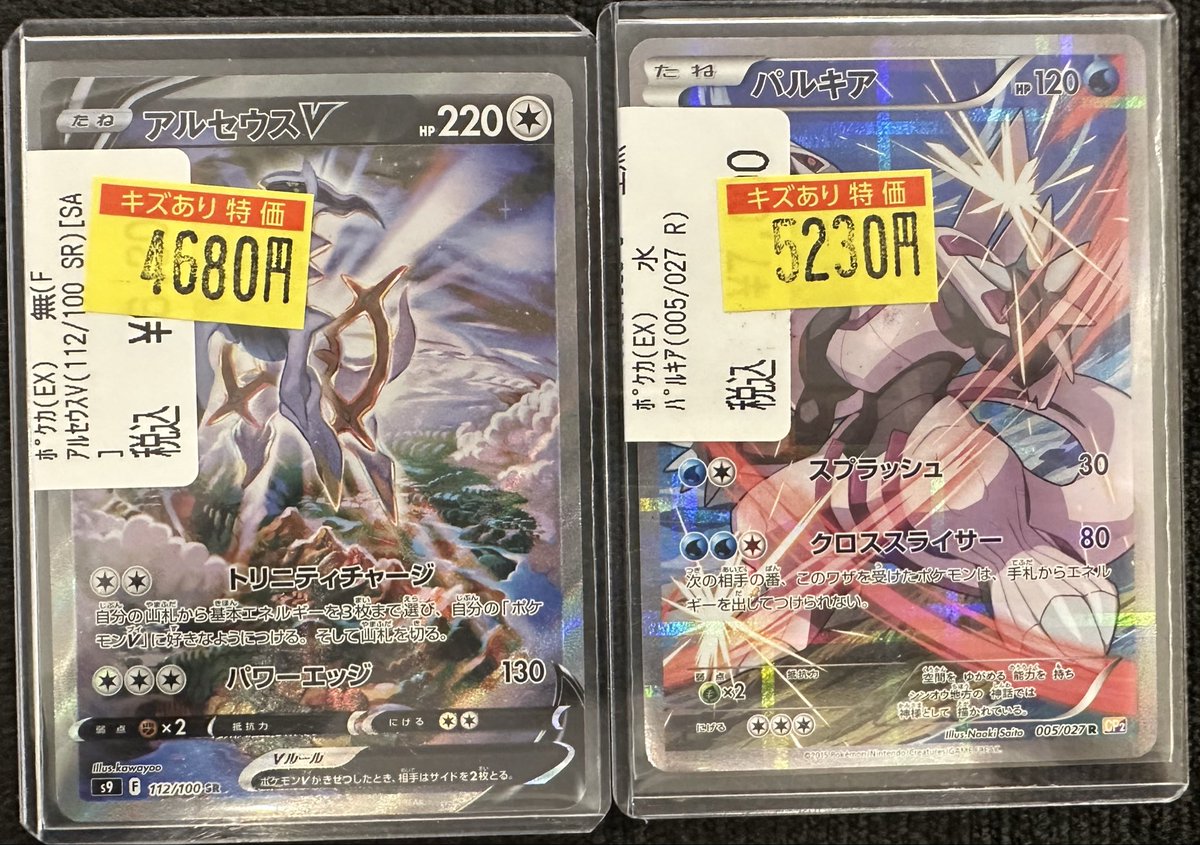 たね
アルセウスV
HP220
キズあり特価
4680円
ポケカ(EX) 無(F
アルセウスV(112/100 SR)[SA
]
税込
トリニティチャージ
自分の山札から基本エネルギーを3枚まで選び、自分の「ポケ
モンV」に好きなようにつける。そして山札を切る。
パワーエッジ 130
弱点 ×2 抵抗力 にげる
Vルール
ポケモンVがきぜつしたとき、相手はサイドを2枚とる。
Illus.kawayoo
s9 F 112/100 SR
たね
パルキア
HP120
キズあり特価
5230円
ポケカ(EX) 水
パルキア(005/027 R)
税込
スプラッシュ 30
クロススライサー 80
次の相手の番、このワザを受けたポケモンは、手札からエネル
ギーを出してつけられない。
弱点 抵抗力
×2
にげる
空間を ゆがめる 能力を 持ち
シンオウ地方の 神話では
神様として 描かれている。
Illus.Naoki Saito 005/027 R CP2
©2015 Pokémon/Nintendo/Creatures/GAME FREAK.